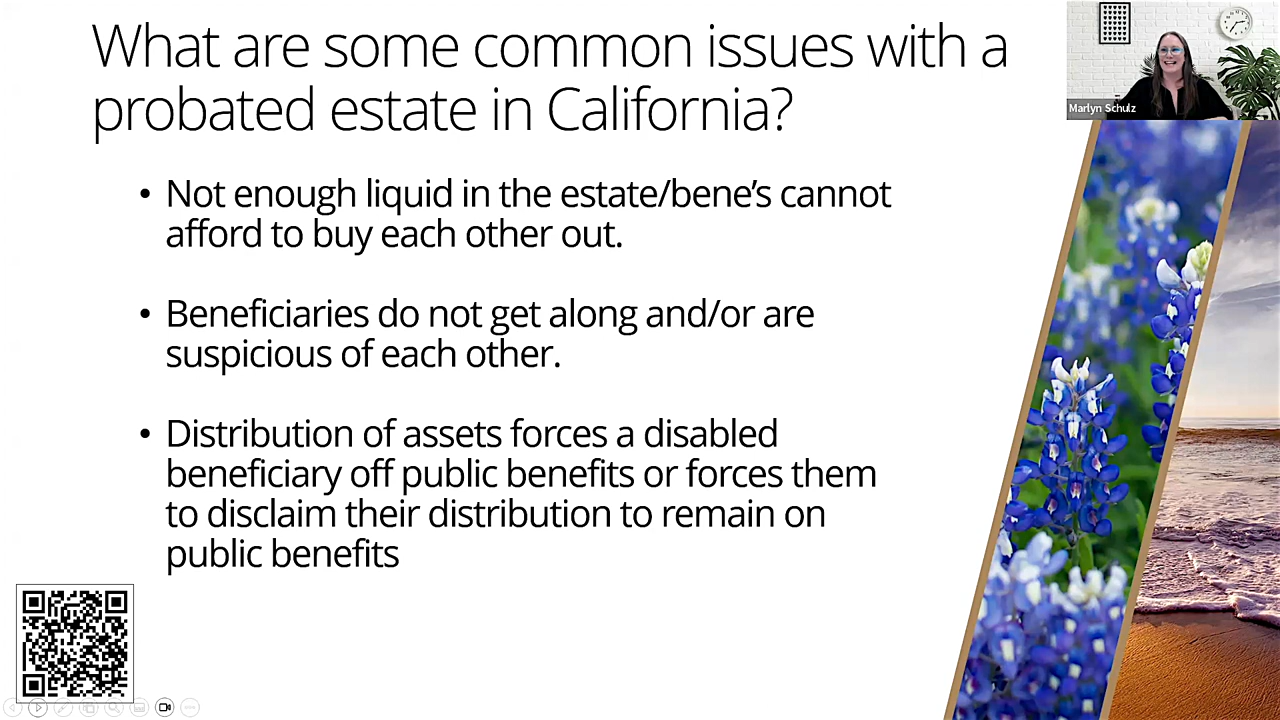 What are some common issues with a
probated estate in California?
Marlyn Schulz
• Not enough liquid in the estate/bene's cannot
afford to buy each other out.
• Beneficiaries do not get along and/or are
suspicious of each other.
• Distribution of assets forces a disabled
beneficiary off public benefits or forces them
to disclaim their distribution to remain on
public benefits